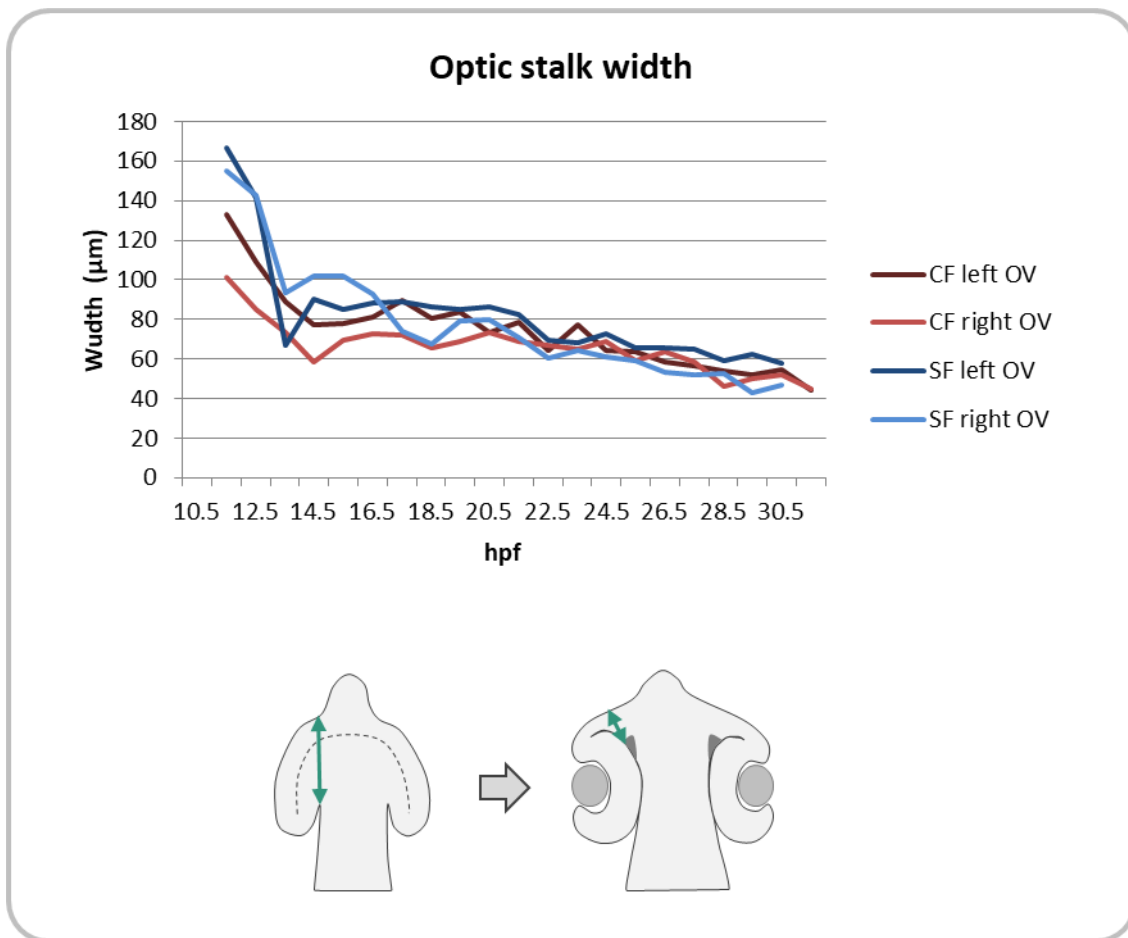 Optic stalk width
180
160
140
120
100
80
60
40
20
0
Wudth (μm)
10.5 12.5 14.5 16.5 18.5 20.5 22.5 24.5 26.5 28.5 30.5
hpf
CF left OV
CF right OV
SF left OV
SF right OV